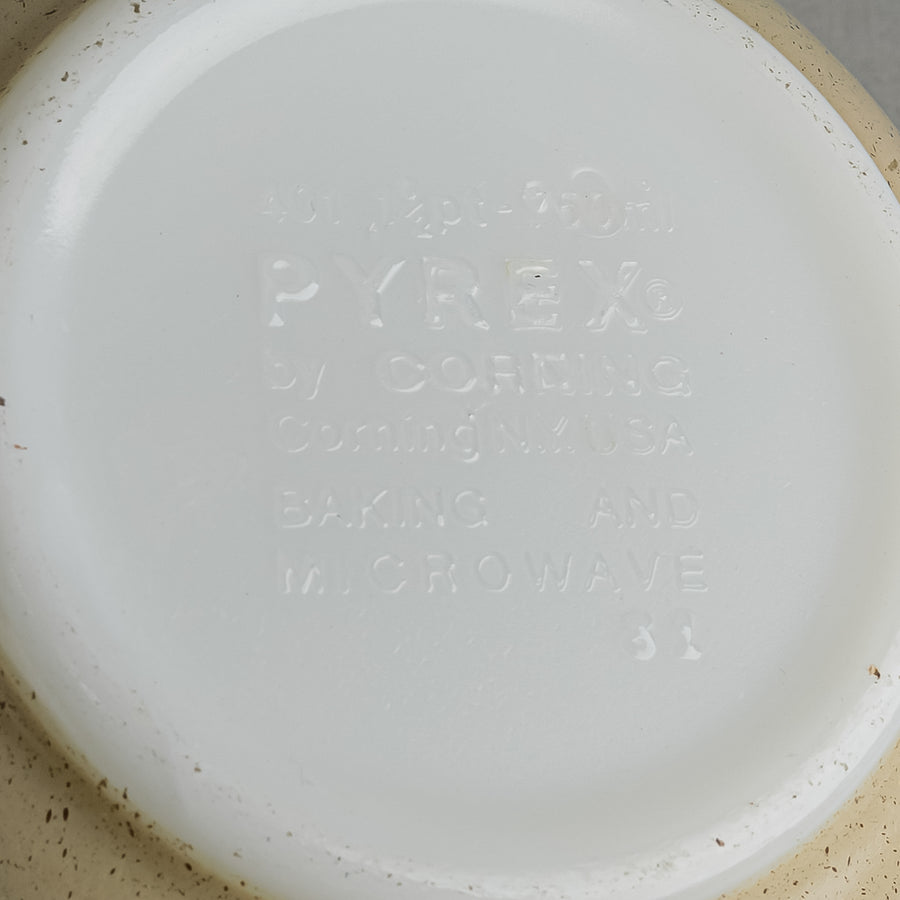 401 1½pt-750ml
PYREX®
by CORNING
Corning N.Y. USA
BAKING AND
MICROWAVE
31